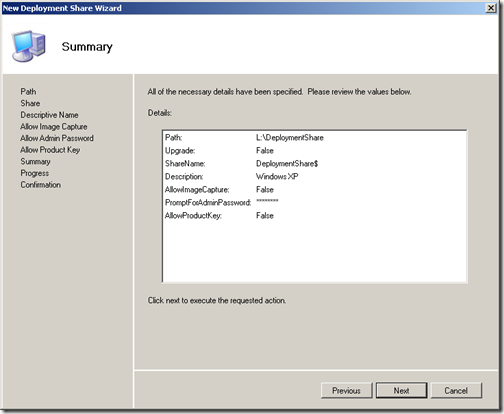 New Deployment Share Wizard
Summary
Path
Share
Descriptive Name
Allow Image Capture
Allow Admin Password
Allow Product Key
Summary
Progress
Confirmation
All of the necessary details have been specified. Please review the values below.
Details:
Path: L:\DeploymentShare
Upgrade: False
ShareName: DeploymentShare$
Description: Windows XP
AllowImageCapture: False
PromptForAdminPassword: ********
AllowProductKey: False
Click next to execute the requested action.
Previous Next Cancel